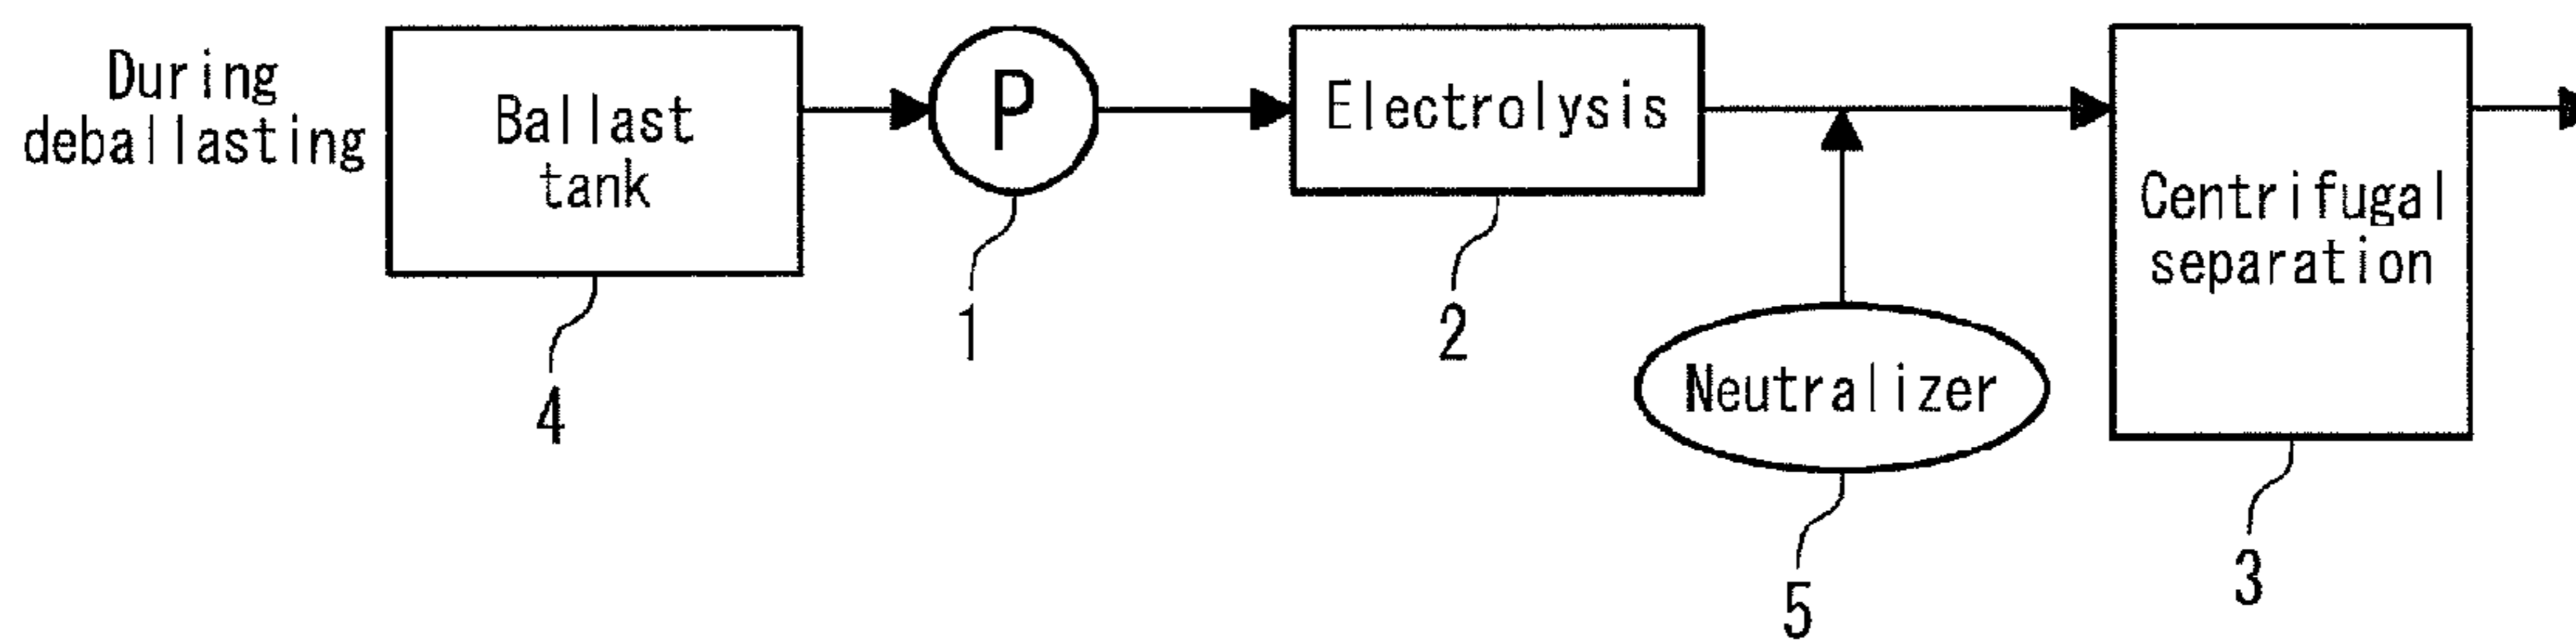 During
deballasting
Ballast
tank
P
Electrolysis
Centrifugal
separation
Neutralizer
4
1
2
5
3